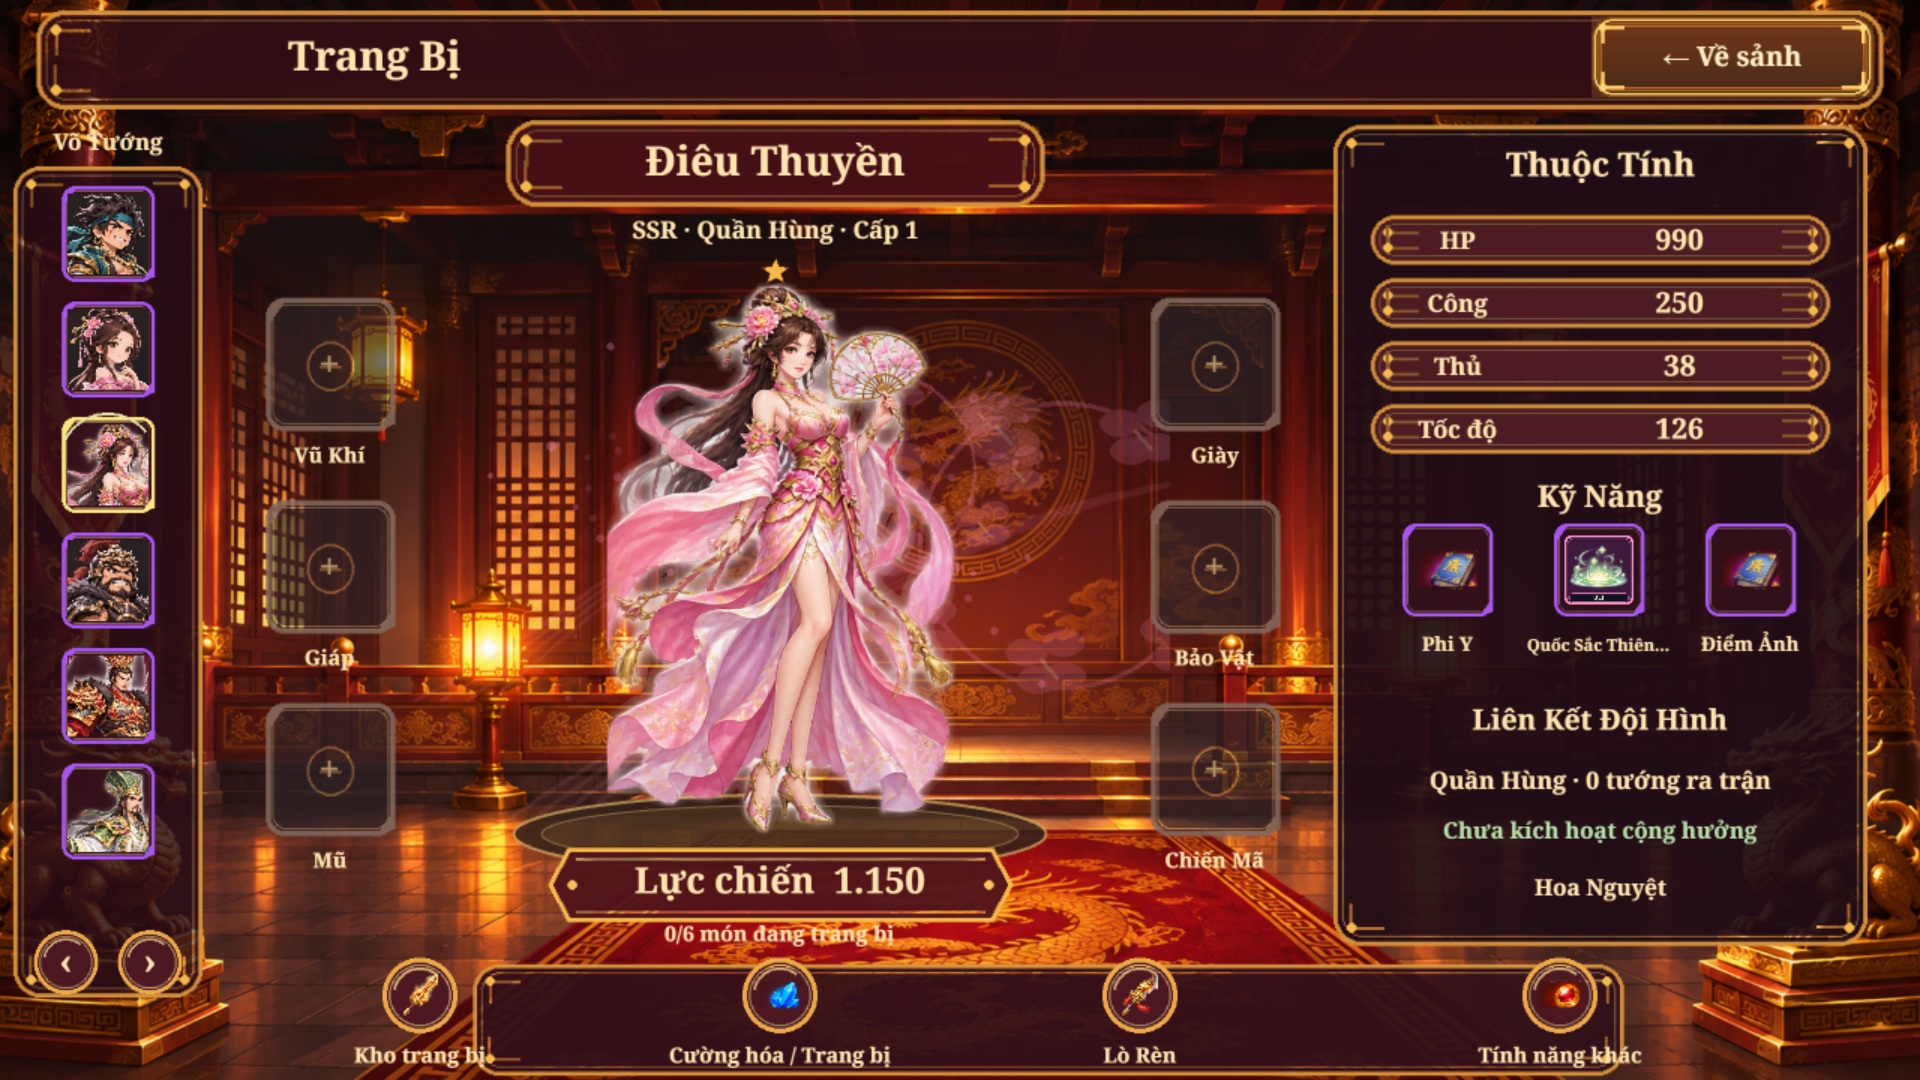 Trang Bị
← Về sảnh
Võ Tướng
Điêu Thuyền
SSR · Quần Hùng · Cấp 1
Vũ Khí
Giáp
Mũ
Giày
Bảo Vật
Chiến Mã
Lực chiến 1.150
0/6 món đang trang bị
Thuộc Tính
HP 990
Công 250
Thủ 38
Tốc độ 126
Kỹ Năng
Phi Y
Quốc Sắc Thiên...
Điểm Ảnh
Liên Kết Đội Hình
Quần Hùng · 0 tướng ra trận
Chưa kích hoạt cộng hưởng
Hoa Nguyệt
Kho trang bị
Cường hóa / Trang bị
Lò Rèn
Tính năng khác